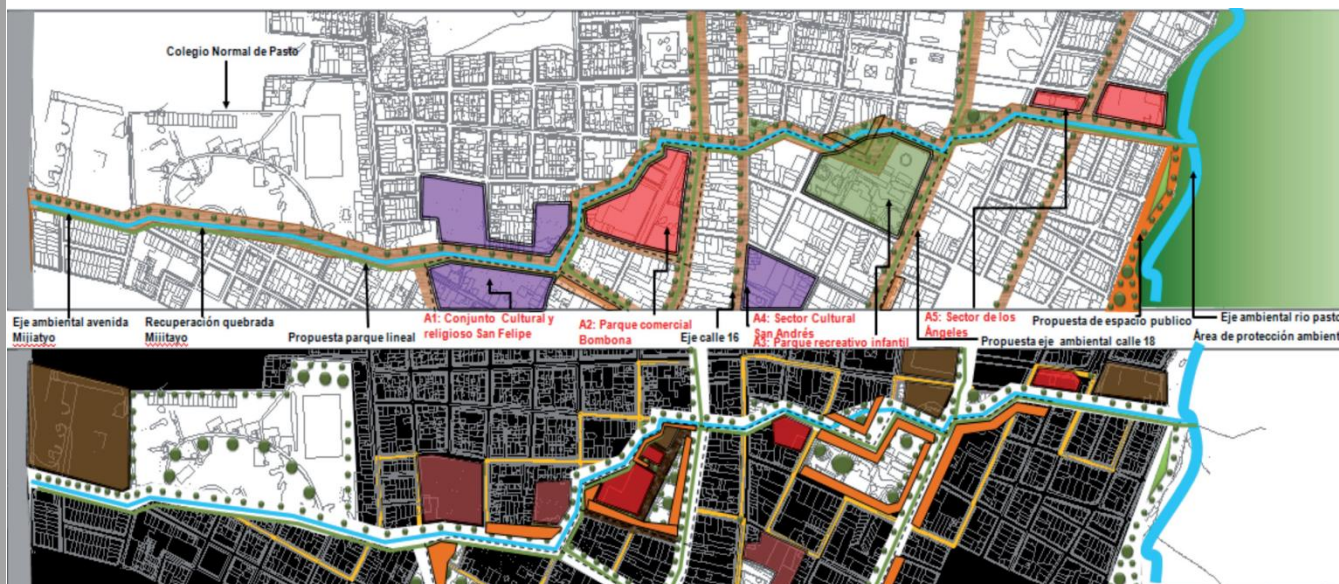 Colegio Normal de Pasto
Eje ambiental avenida
Mijiatyo
Recuperación quebrada
Mijitayo
Propuesta parque lineal
A1: Conjunto Cultural y
religioso San Felipe
A2: Parque comercial
Bombona
Eje calle 16
A4: Sector Cultural
San Andrés
A3: Parque recreativo infantil
A5: Sector de los
Ángeles
Propuesta eje ambiental calle 18
Propuesta de espacio publico
Eje ambiental rio pasto
Área de protección ambient